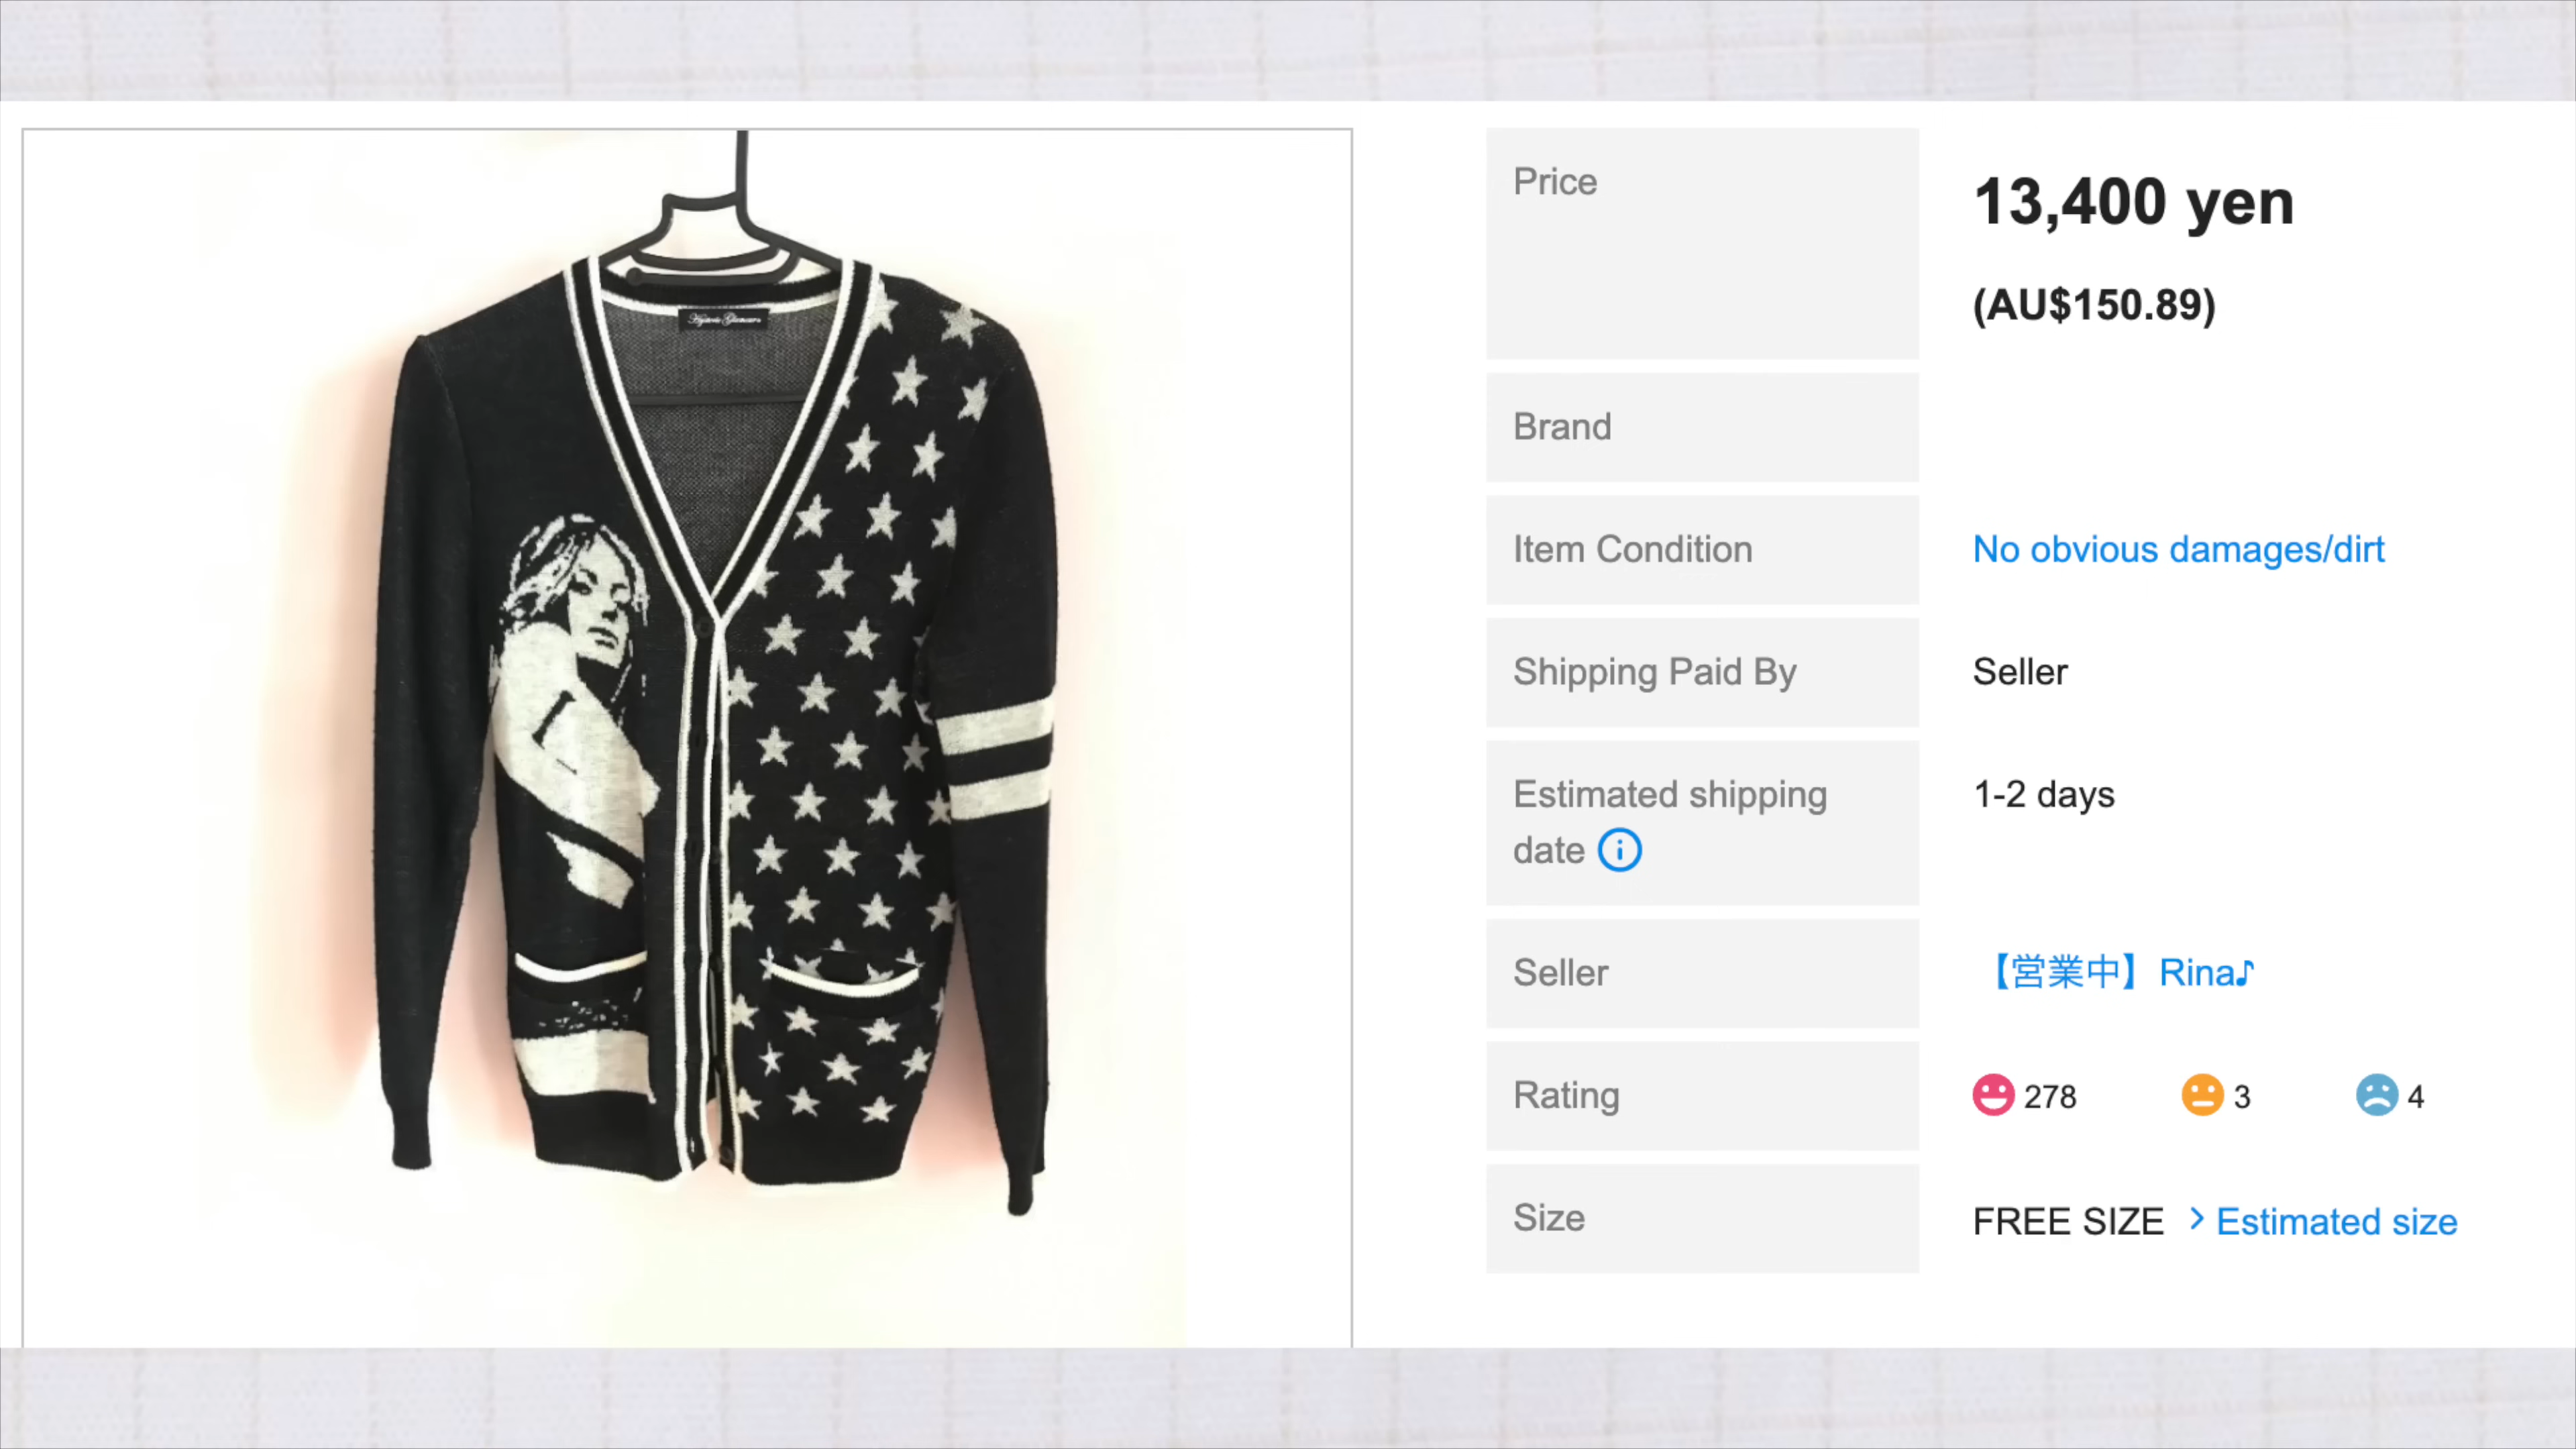 Hysteric Glamour
Price
13,400 yen
(AU$150.89)
Brand
Item Condition
No obvious damages/dirt
Shipping Paid By
Seller
Estimated shipping
date
1-2 days
Seller
【営業中】Rina♪
Rating
278
3
4
Size
FREE SIZE > Estimated size